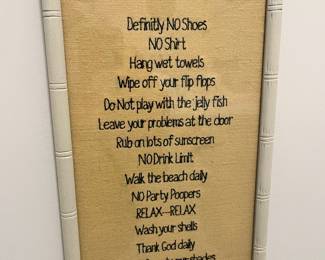 Definitly NO Shoes
NO Shirt
Hang wet towels
Wipe off your flip flops
Do Not play with the jelly fish
Leave your problems at the door
Rub on lots of sunscreen
NO Drink Limit
Walk the beach daily
NO Party Poopers
RELAX---RELAX
Wash your shells
Thank God daily
your shades